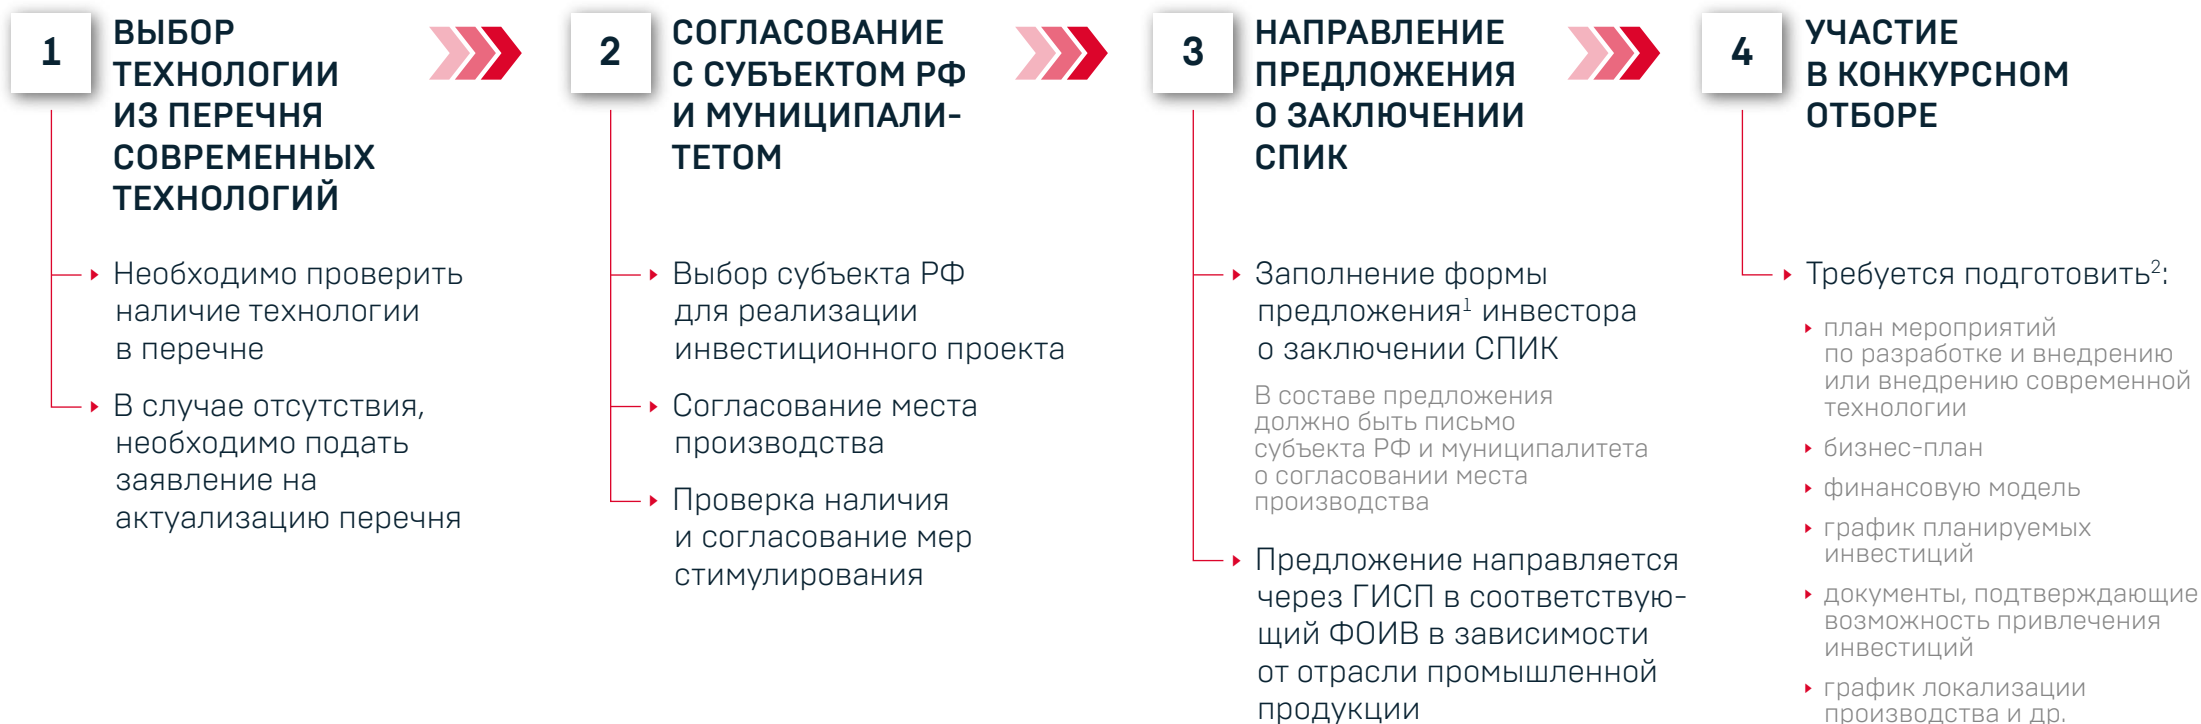 1
ВЫБОР
ТЕХНОЛОГИИ
ИЗ ПЕРЕЧНЯ
СОВРЕМЕННЫХ
ТЕХНОЛОГИЙ
Необходимо проверить
наличие технологии
в перечне
В случае отсутствия,
необходимо подать
заявление на
актуализацию перечня
2
СОГЛАСОВАНИЕ
С СУБЪЕКТОМ РФ
И МУНИЦИПАЛИ-
ТЕТОМ
Выбор субъекта РФ
для реализации
инвестиционного проекта
Согласование места
производства
Проверка наличия
и согласование мер
стимулирования
3
НАПРАВЛЕНИЕ
ПРЕДЛОЖЕНИЯ
О ЗАКЛЮЧЕНИИ
СПИК
Заполнение формы
предложения¹ инвестора
о заключении СПИК
В составе предложения
должно быть письмо
субъекта РФ и муниципалитета
о согласовании места
производства
Предложение направляется
через ГИСП в соответствую-
щий ФОИВ в зависимости
от отрасли промышленной
продукции
4
УЧАСТИЕ
В КОНКУРСНОМ
ОТБОРЕ
Требуется подготовить²:
план мероприятий
по разработке и внедрению
или внедрению современной
технологии
бизнес-план
финансовую модель
график планируемых
инвестиций
документы, подтверждающие
возможность привлечения
инвестиций
график локализации
производства и др.